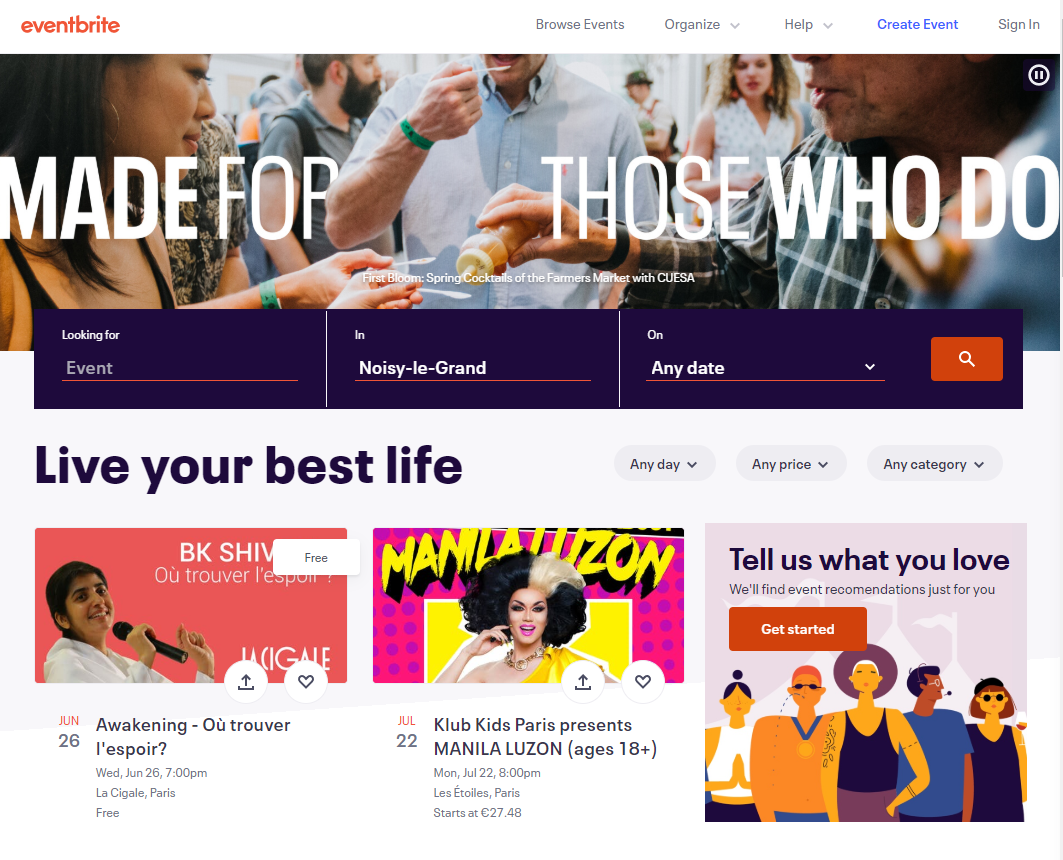 eventbrite
Browse Events
Organize
Help
Create Event
Sign In
MADE FOR THOSE WHO DO
First Bloom: Spring Cocktails of the Farmers Market with CUESA
Looking for
Event
In
Noisy-le-Grand
On
Any date
Live your best life
Any day
Any price
Any category
BK SHIV
Où trouver l'espoir ?
LA CIGALE
Free
MANILA LUZON
Tell us what you love
We'll find event recomendations just for you
Get started
JUN
26
Awakening - Où trouver
l'espoir?
Wed, Jun 26, 7:00pm
La Cigale, Paris
Free
JUL
22
Klub Kids Paris presents
MANILA LUZON (ages 18+)
Mon, Jul 22, 8:00pm
Les Étoiles, Paris
Starts at €27.48